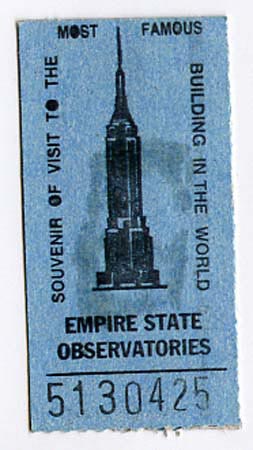 SOUVENIR OF VISIT TO THE
MOST FAMOUS
BUILDING IN THE WORLD
EMPIRE STATE
OBSERVATORIES
5130425